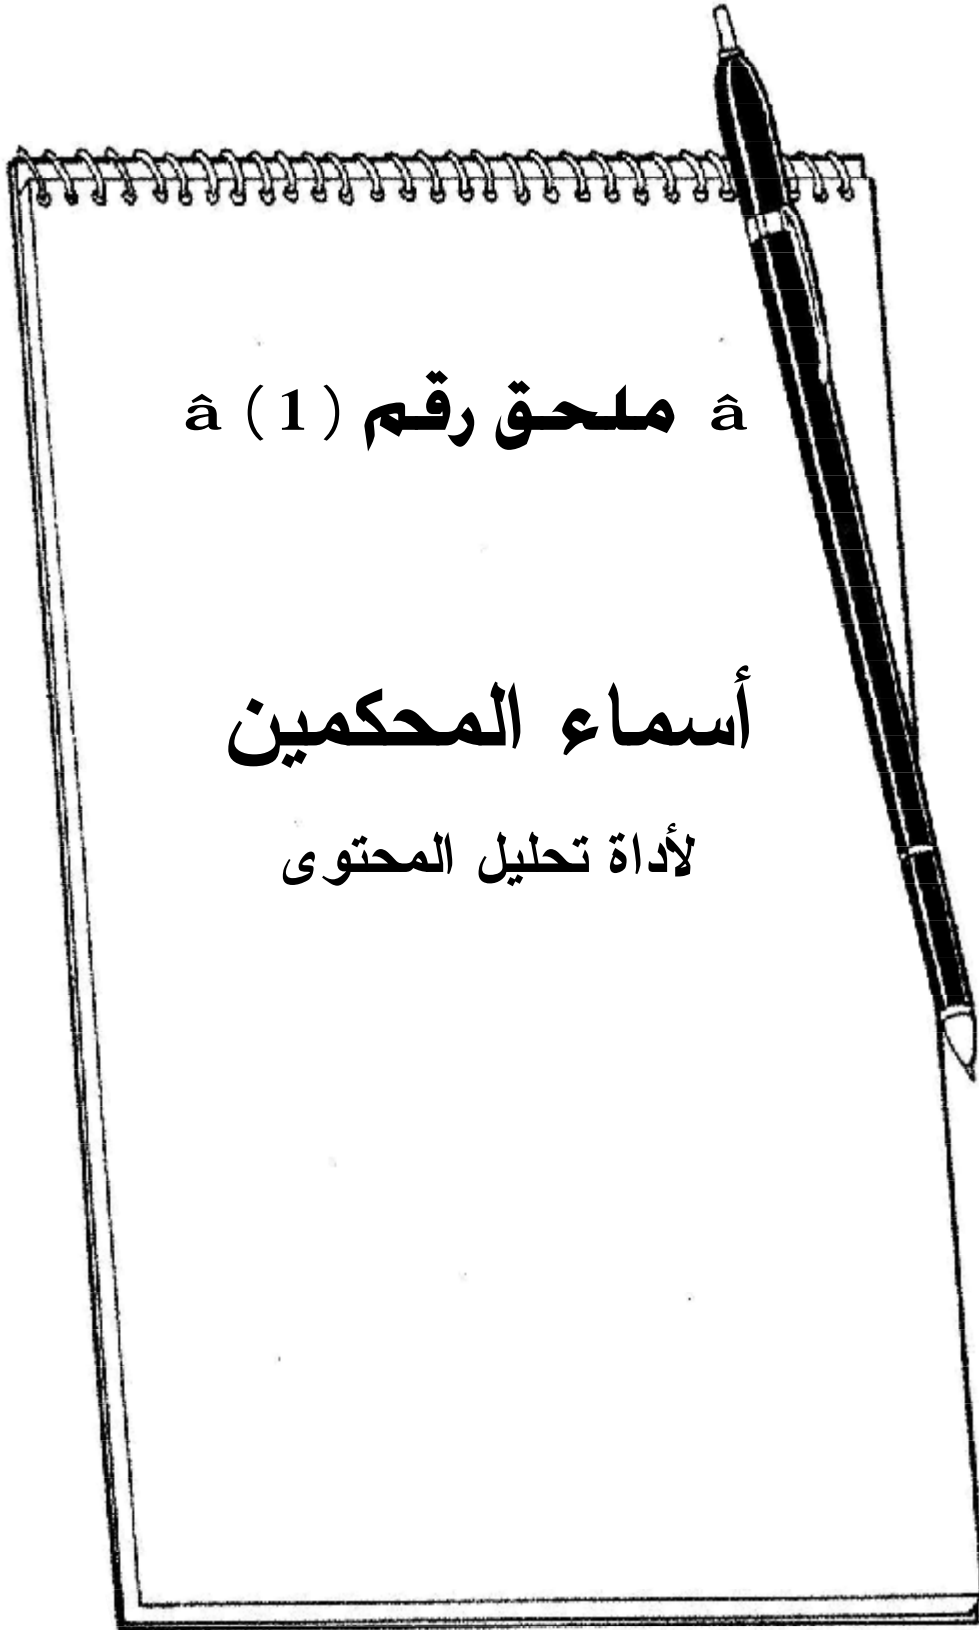 â ملحق رقم (1) â
أسماء المحكمين
لأداة تحليل المحتوى